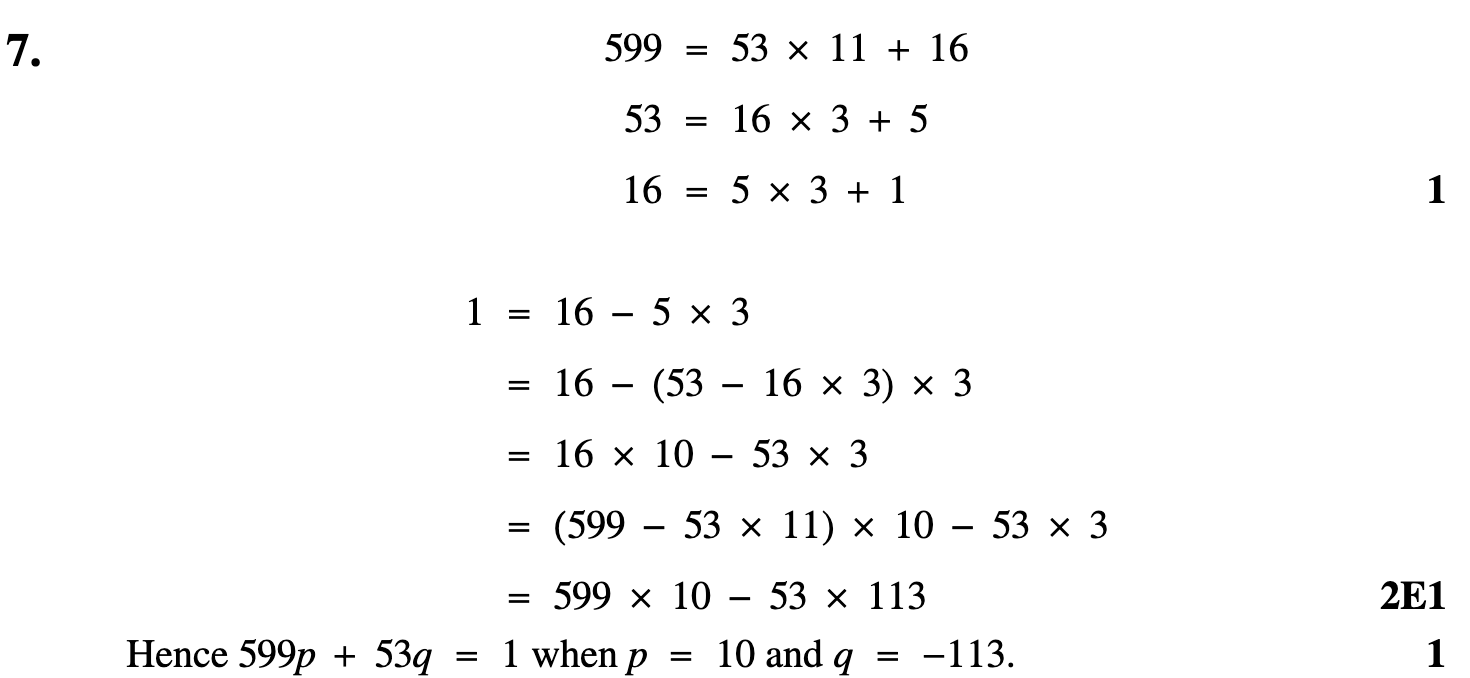 7. 599 = 53 × 11 + 16
53 = 16 × 3 + 5
16 = 5 × 3 + 1 1
1 = 16 − 5 × 3
= 16 − (53 − 16 × 3) × 3
= 16 × 10 − 53 × 3
= (599 − 53 × 11) × 10 − 53 × 3
= 599 × 10 − 53 × 113 2E1
Hence 599p + 53q = 1 when p = 10 and q = −113. 1